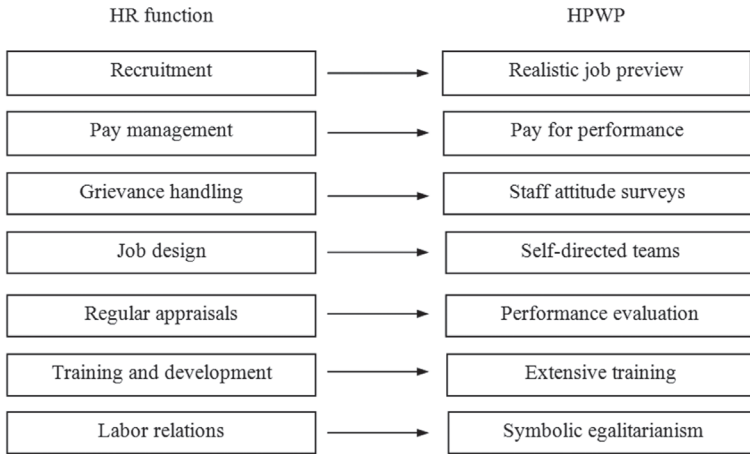 HR function HPWP
Recruitment Realistic job preview
Pay management Pay for performance
Grievance handling Staff attitude surveys
Job design Self-directed teams
Regular appraisals Performance evaluation
Training and development Extensive training
Labor relations Symbolic egalitarianism